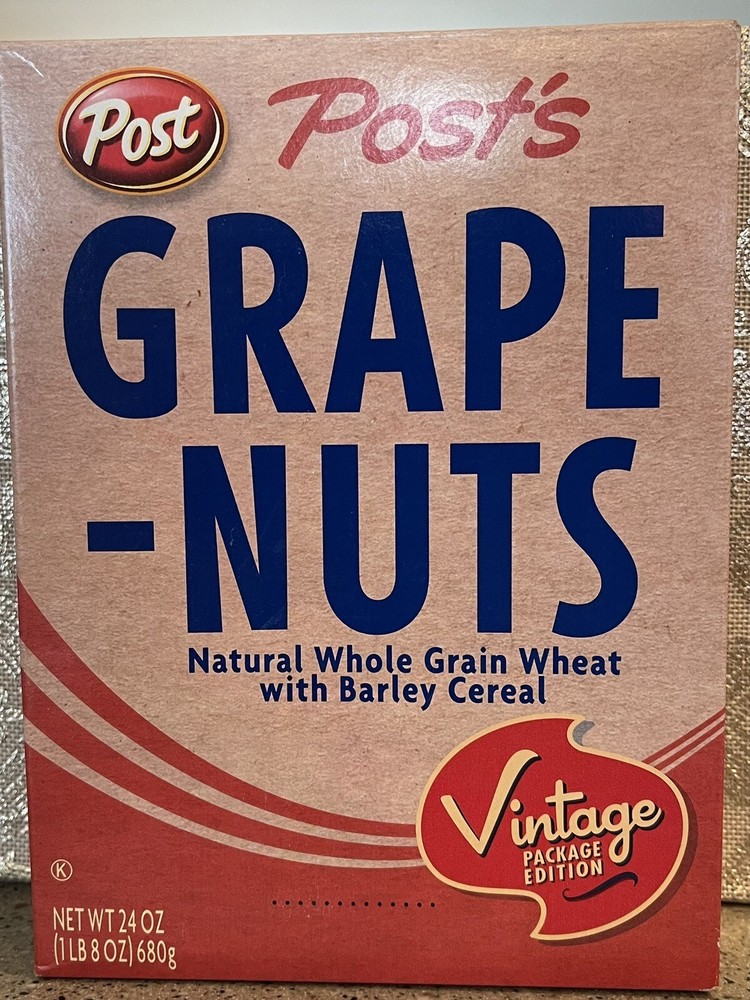 Post
Post's
GRAPE
-NUTS
Natural Whole Grain Wheat
with Barley Cereal
Vintage
PACKAGE
EDITION
K
NET WT 24 OZ
(1 LB 8 OZ) 680g